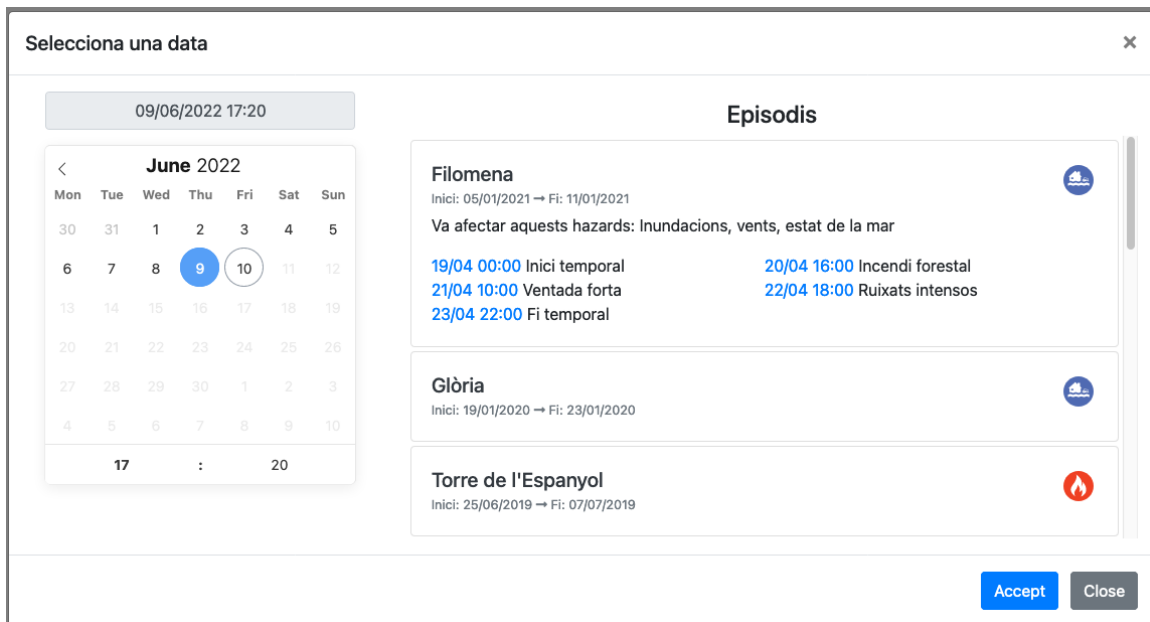 Selecciona una data ×
09/06/2022 17:20
June 2022
Mon Tue Wed Thu Fri Sat Sun
30 31 1 2 3 4 5
6 7 8 9 10 11 12
13 14 15 16 17 18 19
20 21 22 23 24 25 26
27 28 29 30 1 2 3
4 5 6 7 8 9 10
17 : 20
Episodis
Filomena
Inici: 05/01/2021 → Fi: 11/01/2021
Va afectar aquests hazards: Inundacions, vents, estat de la mar
19/04 00:00 Inici temporal 20/04 16:00 Incendi forestal
21/04 10:00 Ventada forta 22/04 18:00 Ruixats intensos
23/04 22:00 Fi temporal
Glòria
Inici: 19/01/2020 → Fi: 23/01/2020
Torre de l'Espanyol
Inici: 25/06/2019 → Fi: 07/07/2019
Accept Close